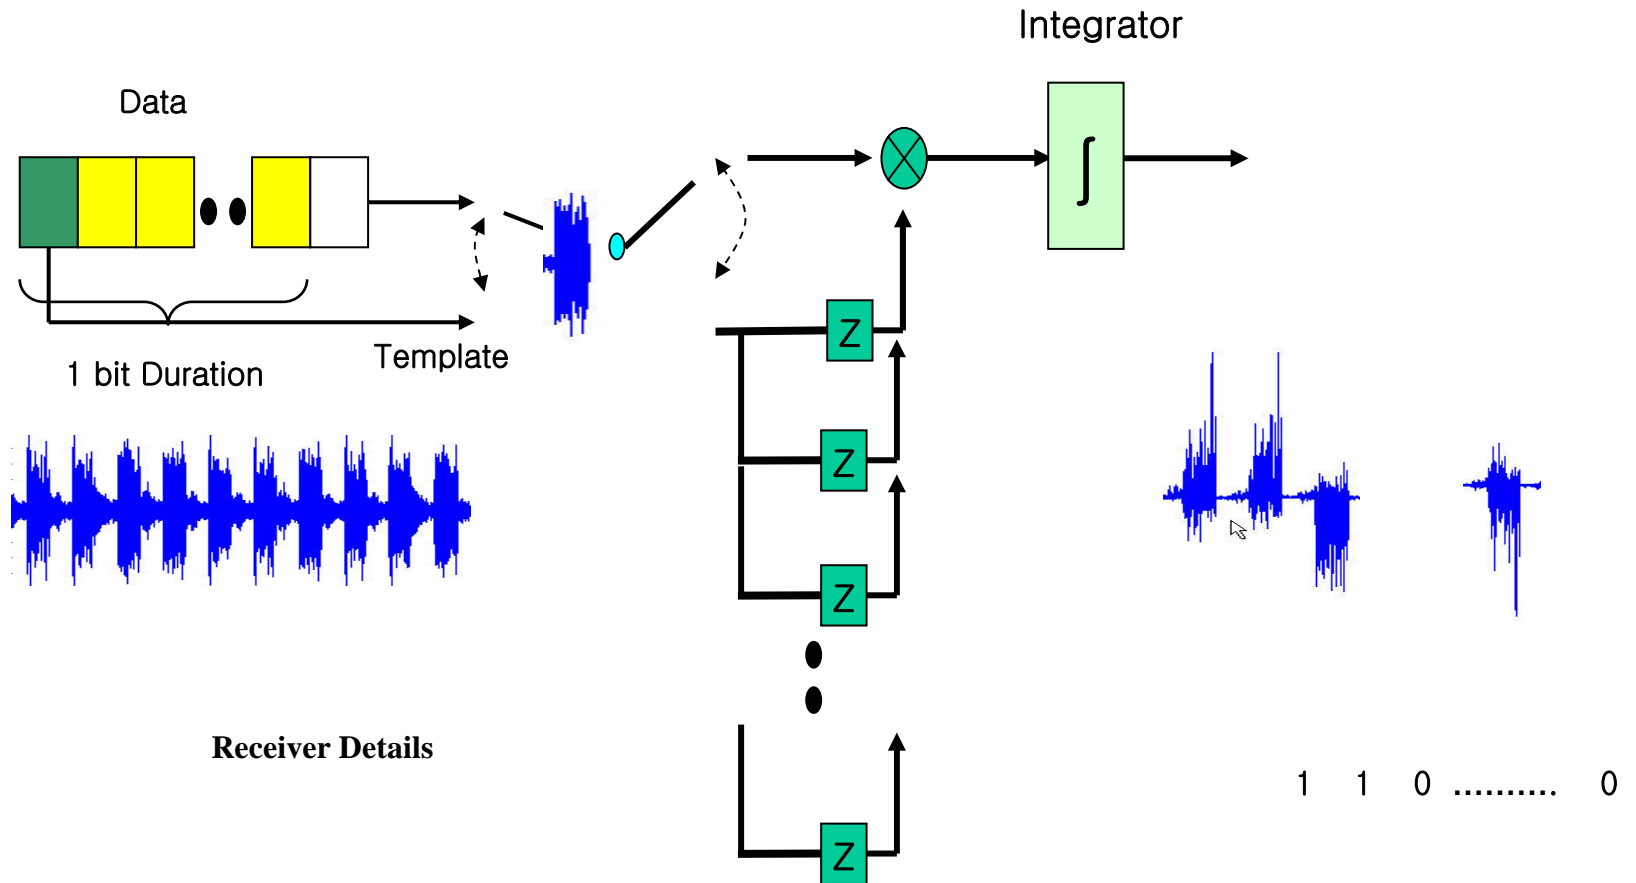 Integrator
Data
∫
Template
1 bit Duration
Z
Z
Z
Receiver Details
1 1 0 .......... 0
Z